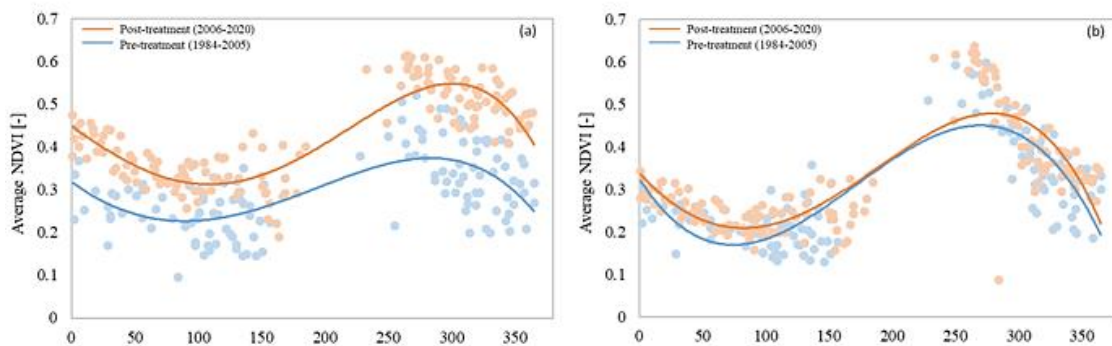 0.7
Post-treatment (2006-2020)
(a)
Pre-treatment (1984-2005)
0.6
0.5
0.4
0.3
0.2
0.1
0
Average NDVI [-]
0 50 100 150 200 250 300 350
0.7
Post-treatment (2006-2020)
(b)
Pre-treatment (1984-2005)
0.6
0.5
0.4
0.3
0.2
0.1
0
Average NDVI [-]
0 50 100 150 200 250 300 350